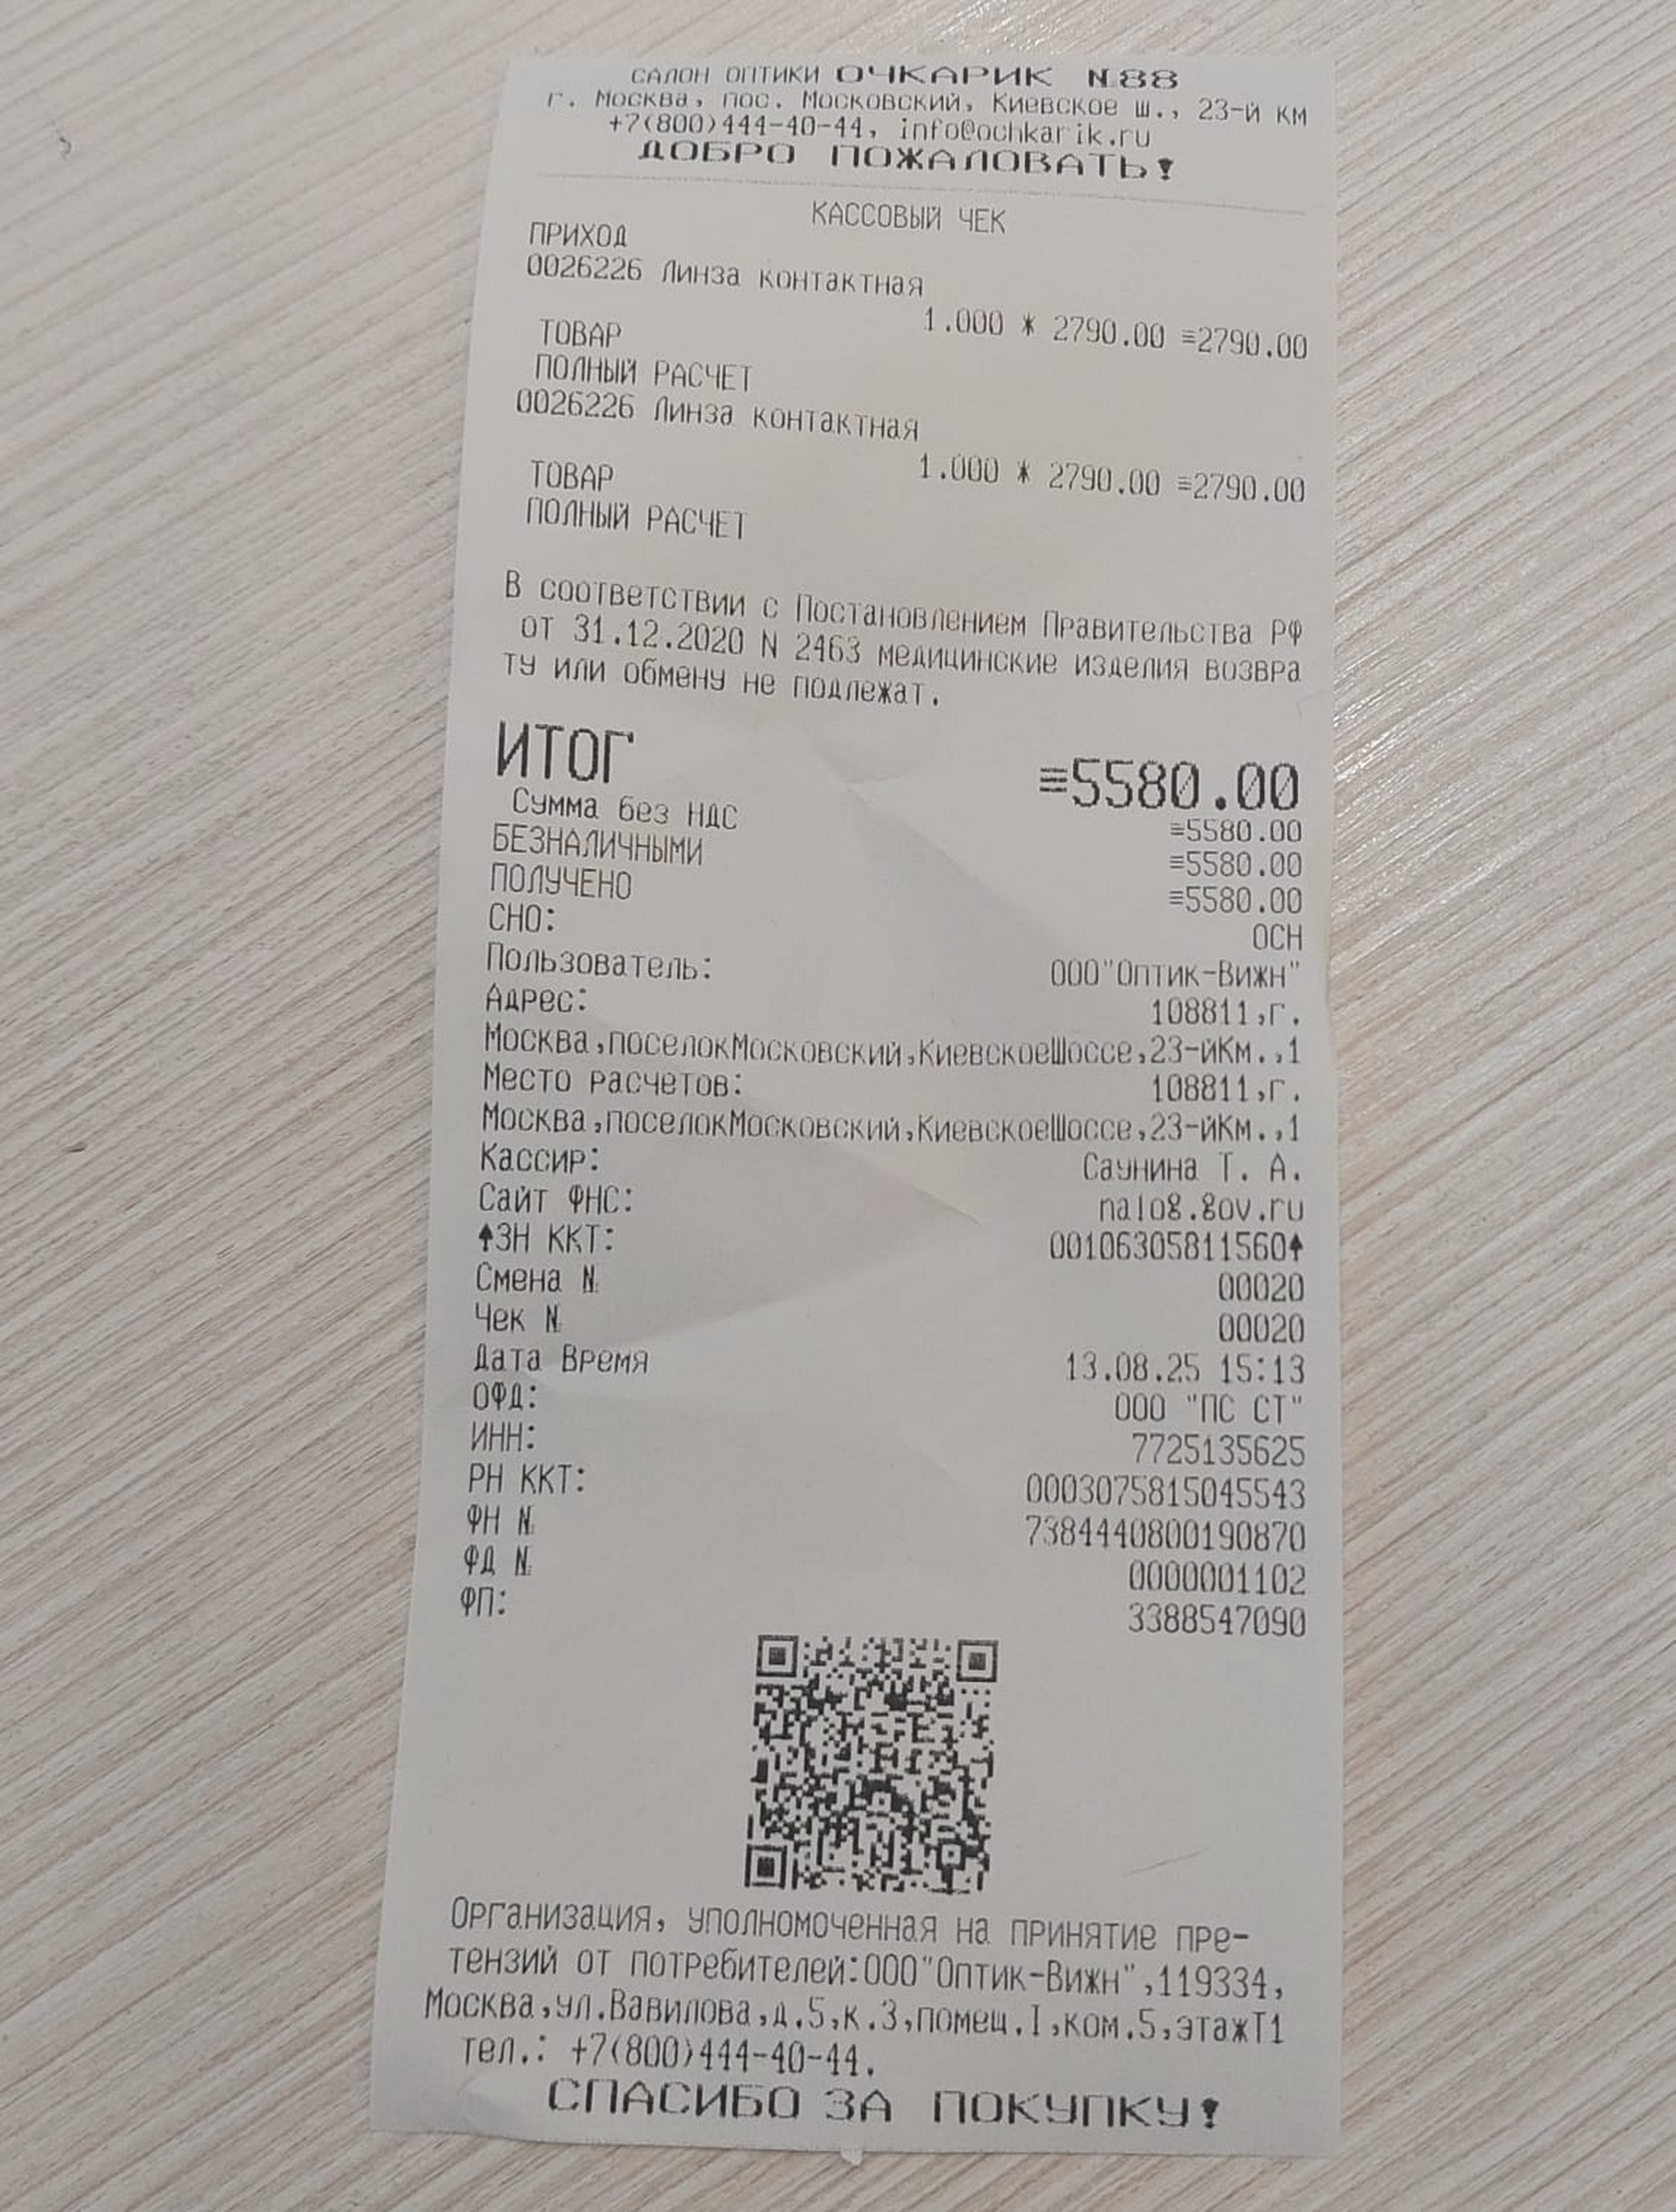 САЛОН ОПТИКИ ОЧКАРИК №88
г. Москва, пос. Московский, Киевское ш., 23-й км
+7(800)444-40-44, info@ochkarik.ru
ДОБРО ПОЖАЛОВАТЬ!
КАССОВЫЙ ЧЕК
ПРИХОД
0026226 Линза контактная
1.000 * 2790.00 ≡2790.00
ТОВАР
ПОЛНЫЙ РАСЧЕТ
0026226 Линза контактная
1.000 * 2790.00 ≡2790.00
ТОВАР
ПОЛНЫЙ РАСЧЕТ
В соответствии с Постановлением Правительства РФ
от 31.12.2020 N 2463 медицинские изделия возвра
ту или обмену не подлежат.
ИТОГ ≡5580.00
Сумма без НДС ≡5580.00
БЕЗНАЛИЧНЫМИ ≡5580.00
ПОЛУЧЕНО ≡5580.00
СНО: ОСН
Пользователь: ООО"Оптик-Вижн"
Адрес: 108811,г.
Москва,поселокМосковский,КиевскоеШоссе,23-йКм.,1
Место расчетов: 108811,г.
Москва,поселокМосковский,КиевскоеШоссе,23-йКм.,1
Кассир: Саунина Т. А.
Сайт ФНС: nalog.gov.ru
↑ЗН ККТ: 00106305811560↑
Смена № 00020
Чек № 00020
Дата Время 13.08.25 15:13
ОФД: ООО "ПС СТ"
ИНН: 7725135625
РН ККТ: 0003075815045543
ФН № 7384440800190870
ФД № 0000001102
ФП: 3388547090
Организация, уполномоченная на принятие пре-
тензий от потребителей:ООО"Оптик-Вижн",119334,
Москва,ул.Вавилова,д.5,к.3,помещ.I,ком.5,этажТ1
тел.: +7(800)444-40-44.
СПАСИБО ЗА ПОКУПКУ!